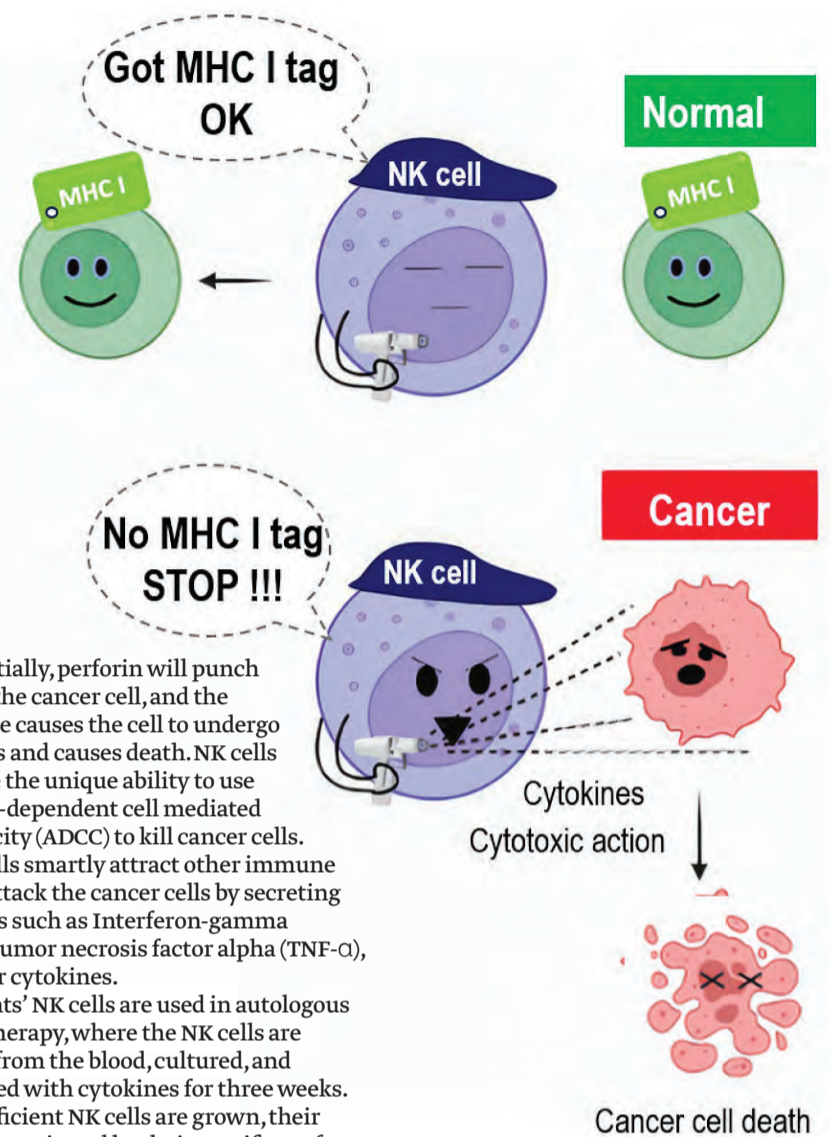 Got MHC I tag
OK
Normal
MHC I
NK cell
MHC I
No MHC I tag
STOP !!!
Cancer
NK cell
Cytokines
Cytotoxic action
Cancer cell death
tially, perforin will punch
the cancer cell, and the
e causes the cell to undergo
s and causes death. NK cells
the unique ability to use
-dependent cell mediated
city (ADCC) to kill cancer cells.
lls smartly attract other immune
ttack the cancer cells by secreting
s such as Interferon-gamma
umor necrosis factor alpha (TNF-α),
r cytokines.
nts' NK cells are used in autologous
herapy, where the NK cells are
from the blood, cultured, and
ed with cytokines for three weeks.
ficient NK cells are grown, their